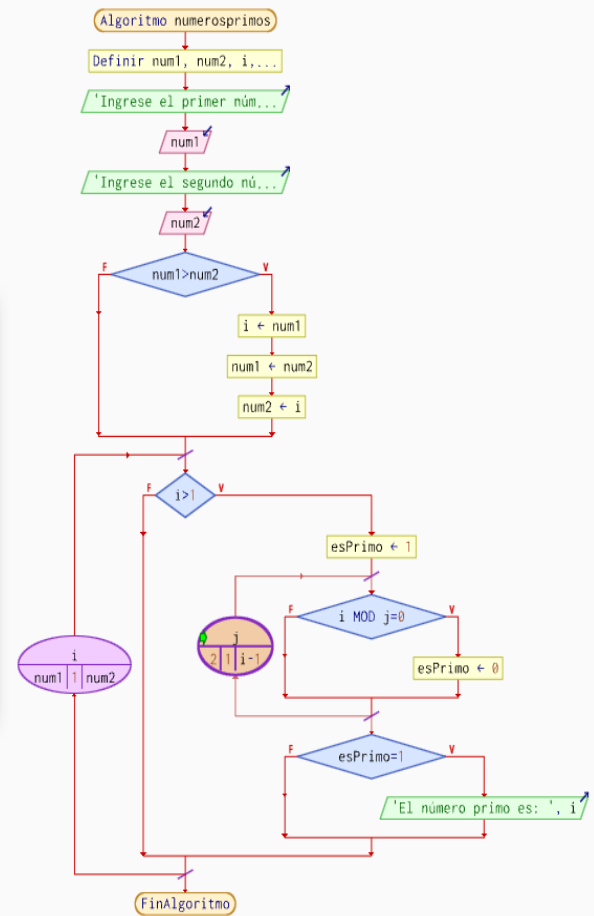 Algoritmo numerosprimos
Definir num1, num2, i,...
'Ingrese el primer núm...
num1
'Ingrese el segundo nú...
num2
num1>num2
F
V
i ← num1
num1 ← num2
num2 ← i
i>1
F
V
esPrimo ← 1
i MOD j=0
F
V
j
2 1 i-1
esPrimo ← 0
i
num1 1 num2
esPrimo=1
F
V
'El número primo es: ', i
FinAlgoritmo